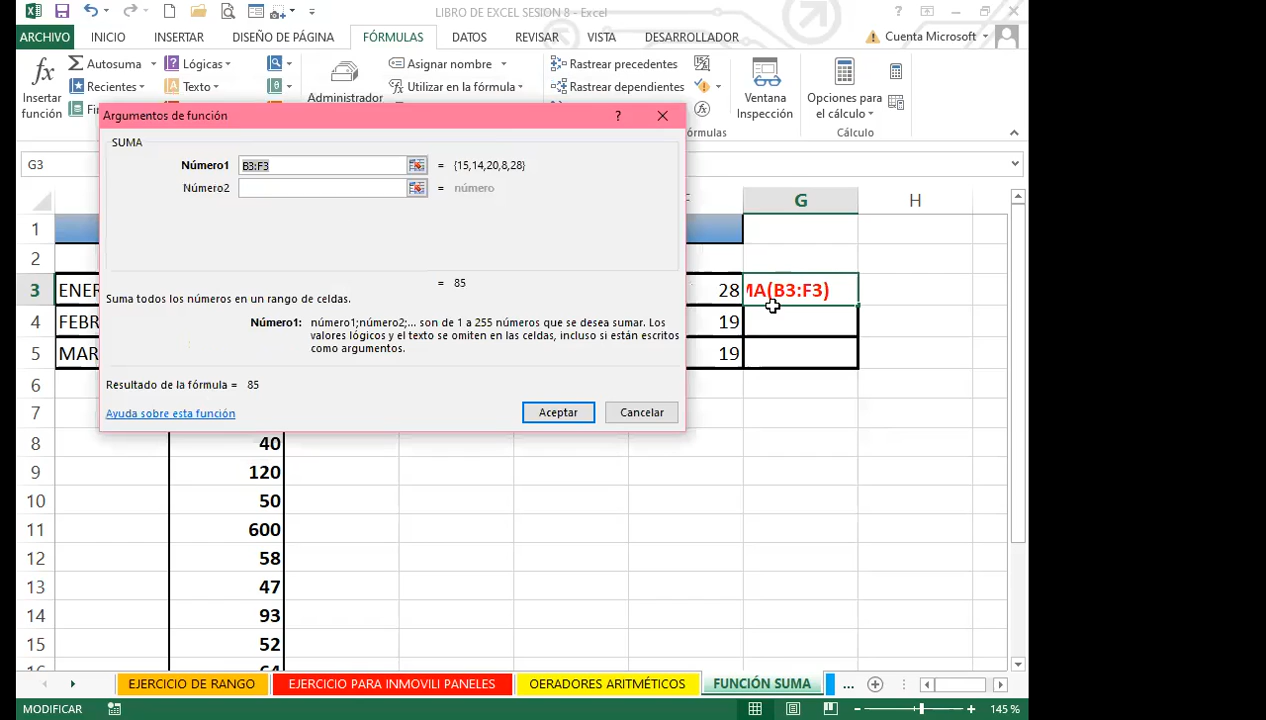 LIBRO DE EXCEL SESION 8 - Excel
ARCHIVO INICIO INSERTAR DISEÑO DE PÁGINA FÓRMULAS DATOS REVISAR VISTA DESARROLLADOR Cuenta Microsoft
Autosuma Lógicas Asignar nombre Rastrear precedentes
Recientes Texto Utilizar en la fórmula Rastrear dependientes
Insertar función
Administrador
Ventana Inspección
Opciones para el cálculo
Cálculo
Argumentos de función ? ×
SUMA
Número1 B3:F3 = {15,14,20,8,28}
Número2 = número
= 85
Suma todos los números en un rango de celdas.
Número1: número1;número2;... son de 1 a 255 números que se desea sumar. Los
valores lógicos y el texto se omiten en las celdas, incluso si están escritos
como argumentos.
Resultado de la fórmula = 85
Ayuda sobre esta función Aceptar Cancelar
G3
G H
1
2
3 ENER 28 MA(B3:F3)
4 FEBR 19
5 MAR 19
6
7
8 40
9 120
10 50
11 600
12 58
13 47
14 93
15 52
EJERCICIO DE RANGO EJERCICIO PARA INMOVILI PANELES OERADORES ARITMÉTICOS FUNCIÓN SUMA ...
MODIFICAR 145 %